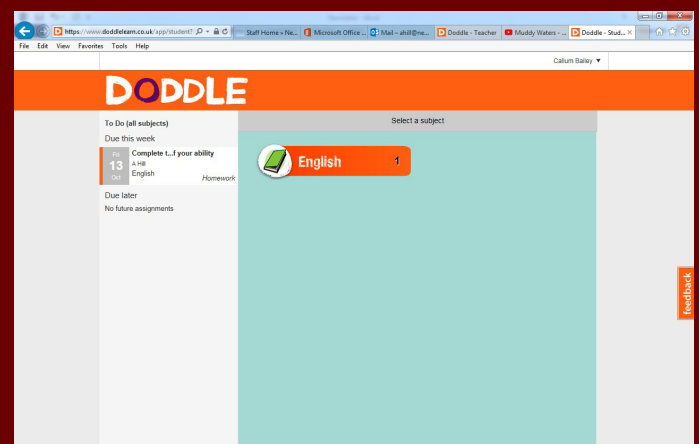 https://www.doddlelearn.co.uk/app/student?
Staff Home » Ne...
Microsoft Office ...
Mail - ahill@ne...
Doddle - Teacher
Muddy Waters - ...
Doddle - Stud...
File Edit View Favorites Tools Help
Callum Bailey
DODDLE
To Do (all subjects)
Due this week
Fri
13
Oct
Complete t...f your ability
A Hill
English
Homework
Due later
No future assignments
Select a subject
English 1
feedback